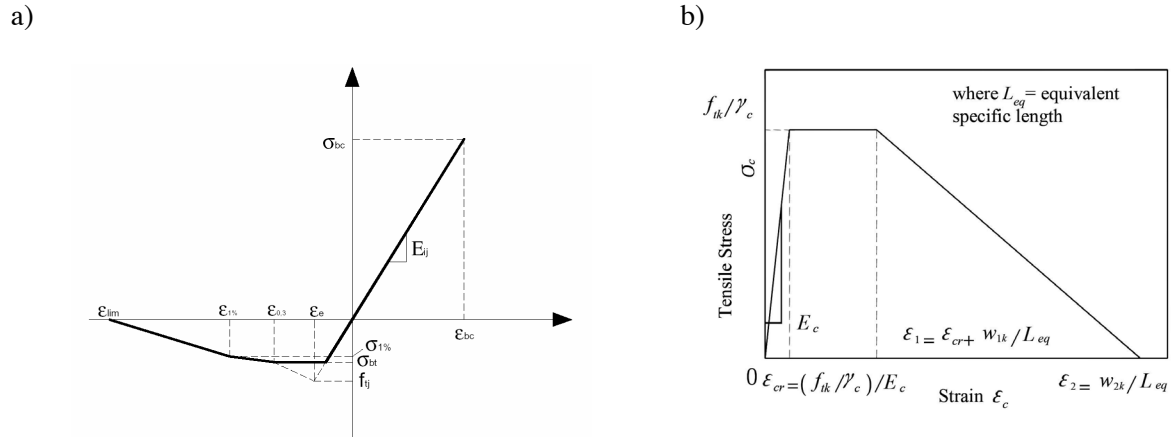 a)
σbc
Eij
εlim
ε1%
ε0,3
εe
εbc
σ1%
σbt
ftj
b)
where Leq= equivalent
specific length
ftk/γc
σc
Tensile Stress
Ec
ε1= εcr+ w1k/Leq
0 εcr=(ftk/γc)/Ec
ε2= w2k/Leq
Strain εc